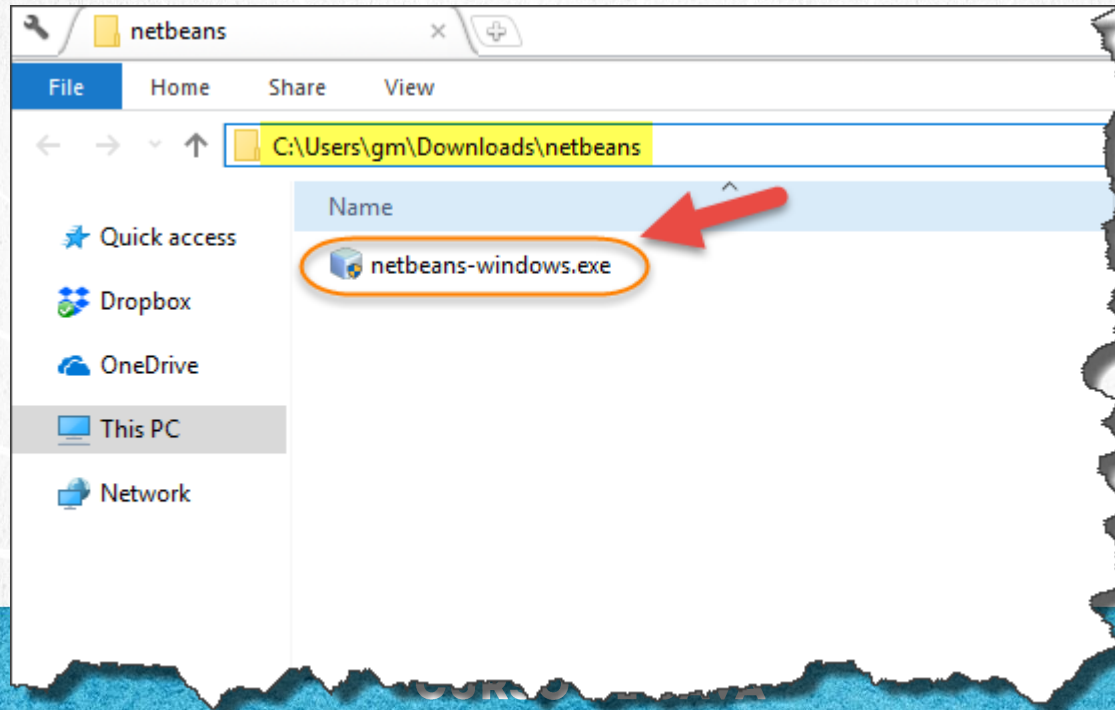 netbeans
File Home Share View
C:\Users\gm\Downloads\netbeans
Name
Quick access
netbeans-windows.exe
Dropbox
OneDrive
This PC
Network